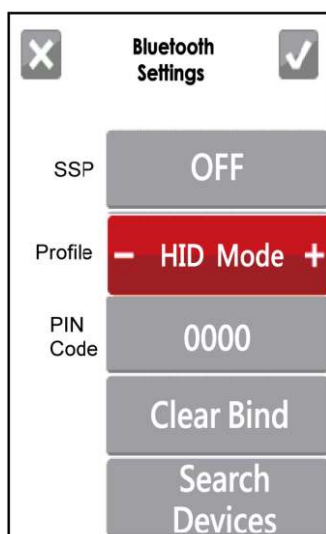 Bluetooth
Settings
SSP OFF
Profile - HID Mode +
PIN
Code 0000
Clear Bind
Search
Devices